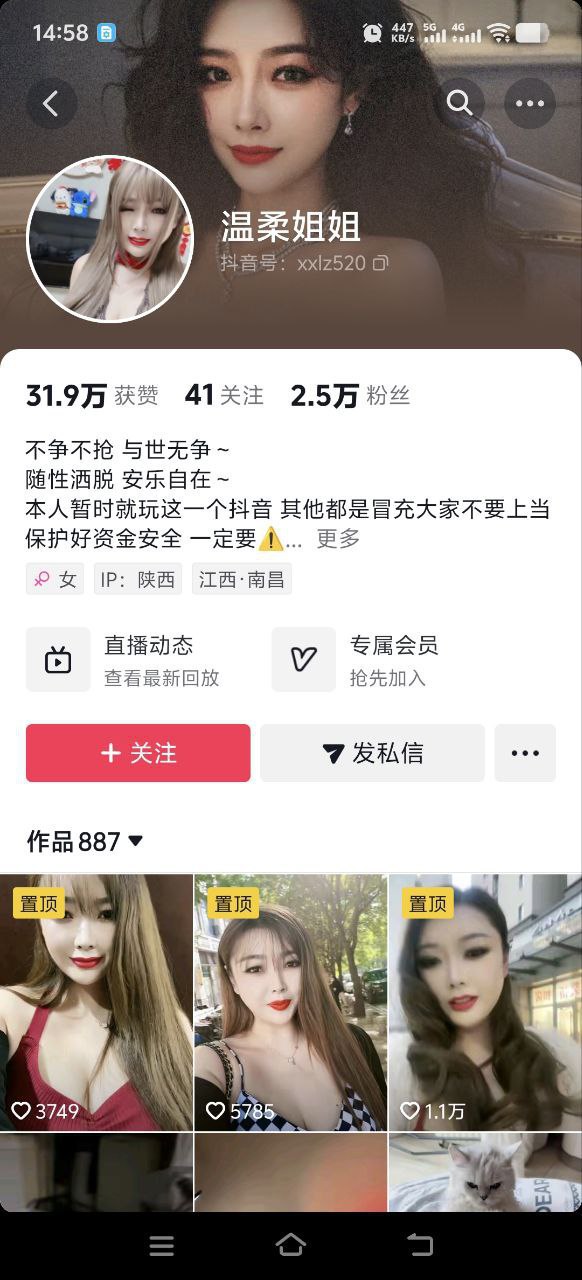 14:58
447 KB/s 5G 4G
温柔姐姐
抖音号：xxlz520
31.9万 获赞 41 关注 2.5万 粉丝
不争不抢 与世无争 ~
随性洒脱 安乐自在 ~
本人暂时就玩这一个抖音 其他都是冒充大家不要上当
保护好资金安全 一定要⚠️... 更多
女 IP：陕西 江西·南昌
直播动态 专属会员
查看最新回放 抢先加入
+ 关注 发私信
作品 887
置顶 置顶 置顶
3749 5785 1.1万